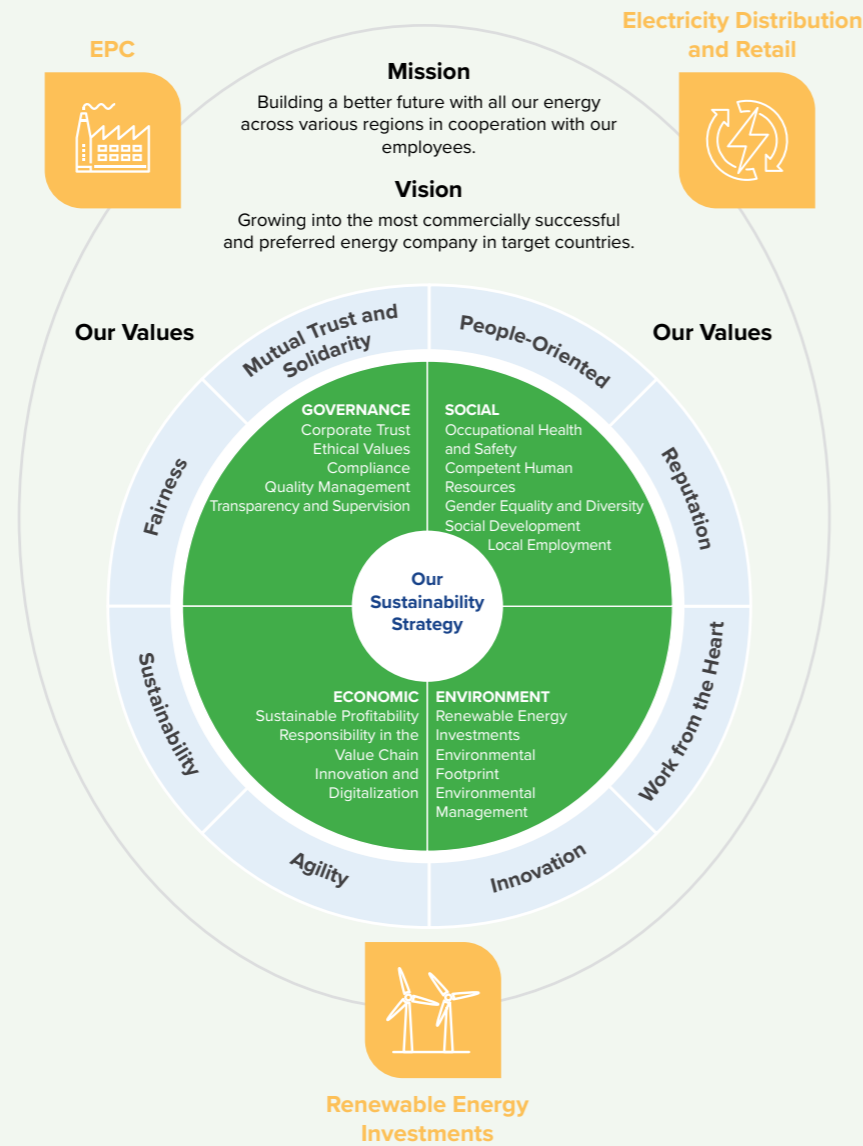 EPC
Electricity Distribution
and Retail
Mission
Building a better future with all our energy
across various regions in cooperation with our
employees.
Vision
Growing into the most commercially successful
and preferred energy company in target countries.
Our Values
Our Values
Mutual Trust and
Solidarity
People-Oriented
Fairness
Reputation
GOVERNANCE
Corporate Trust
Ethical Values
Compliance
Quality Management
Transparency and Supervision
SOCIAL
Occupational Health
and Safety
Competent Human
Resources
Gender Equality and Diversity
Social Development
Local Employment
Our
Sustainability
Strategy
Sustainability
Work from the Heart
ECONOMIC
Sustainable Profitability
Responsibility in the
Value Chain
Innovation and
Digitalization
ENVIRONMENT
Renewable Energy
Investments
Environmental
Footprint
Environmental
Management
Agility
Innovation
Renewable Energy
Investments